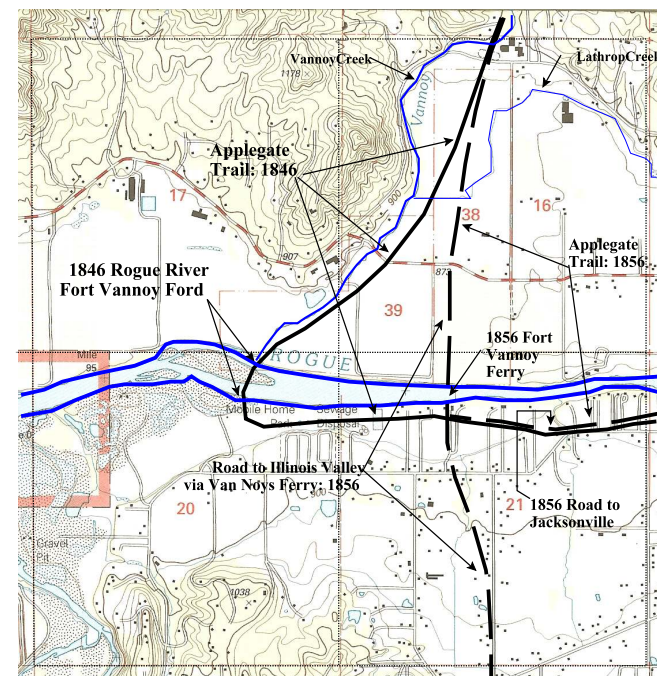 VannoyCreek
1178
LathropCreek
Vannoy
Applegate
Trail: 1846
17
900
38
16
1846 Rogue River
Fort Vannoy Ford
907
Applegate
Trail: 1856
873
39
ROGUE
1856 Fort
Vannoy
Ferry
Mile
95
Mobile Home
Park
Sewage
Disposal
Road to Illinois Valley
via Van Noys Ferry: 1856
900
20
21
1856 Road to
Jacksonville
Gravel
Pit
1038